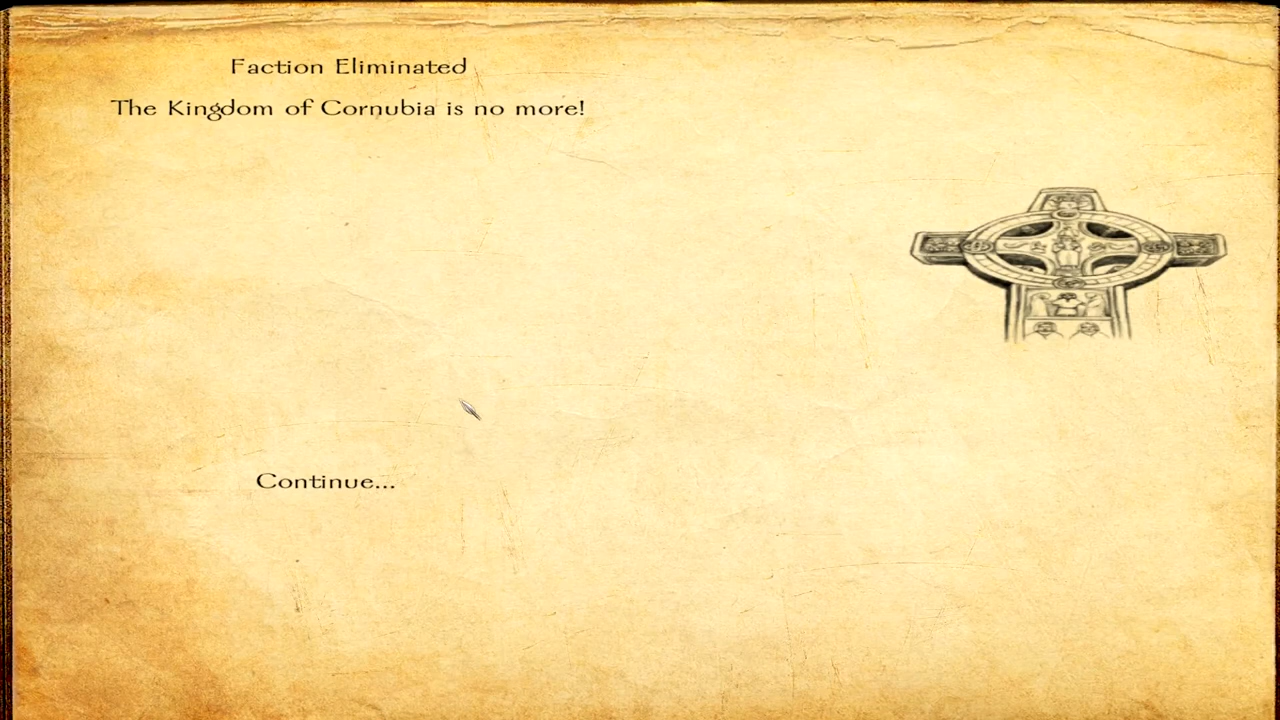 Faction Eliminated
The Kingdom of Cornubia is no more!
Continue...